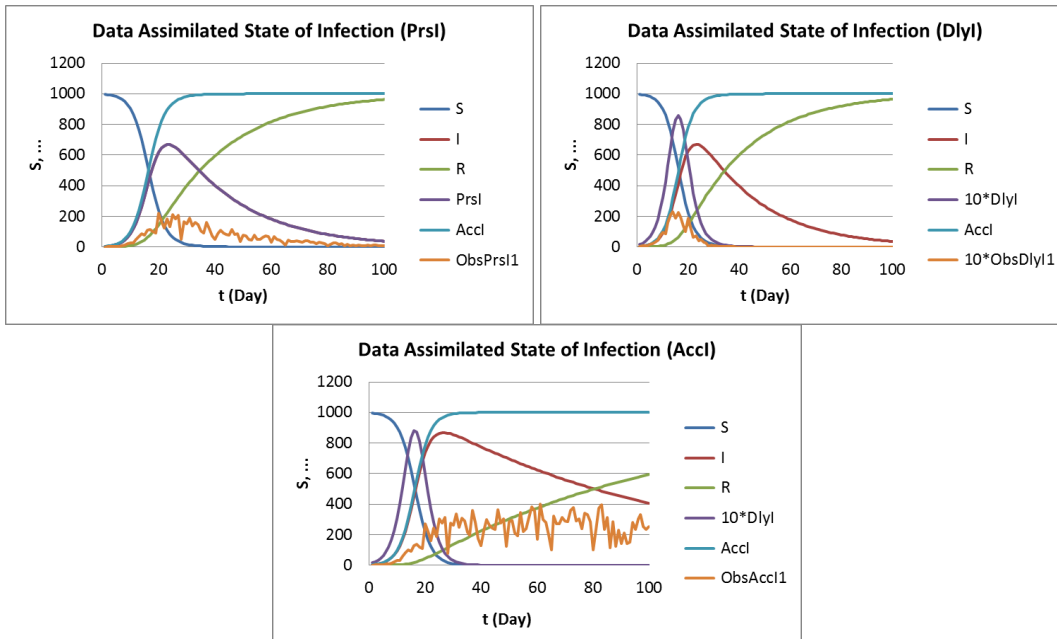 Data Assimilated State of Infection (PrsI)
1200
1000
800
600
400
200
0
S, ...
0 20 40 60 80 100
t (Day)
S
I
R
PrsI
AccI
ObsPrsI1
Data Assimilated State of Infection (DlyI)
1200
1000
800
600
400
200
0
S, ...
0 20 40 60 80 100
t (Day)
S
I
R
10*DlyI
AccI
10*ObsDlyI1
Data Assimilated State of Infection (AccI)
1200
1000
800
600
400
200
0
S, ...
0 20 40 60 80 100
t (Day)
S
I
R
10*DlyI
AccI
ObsAccI1